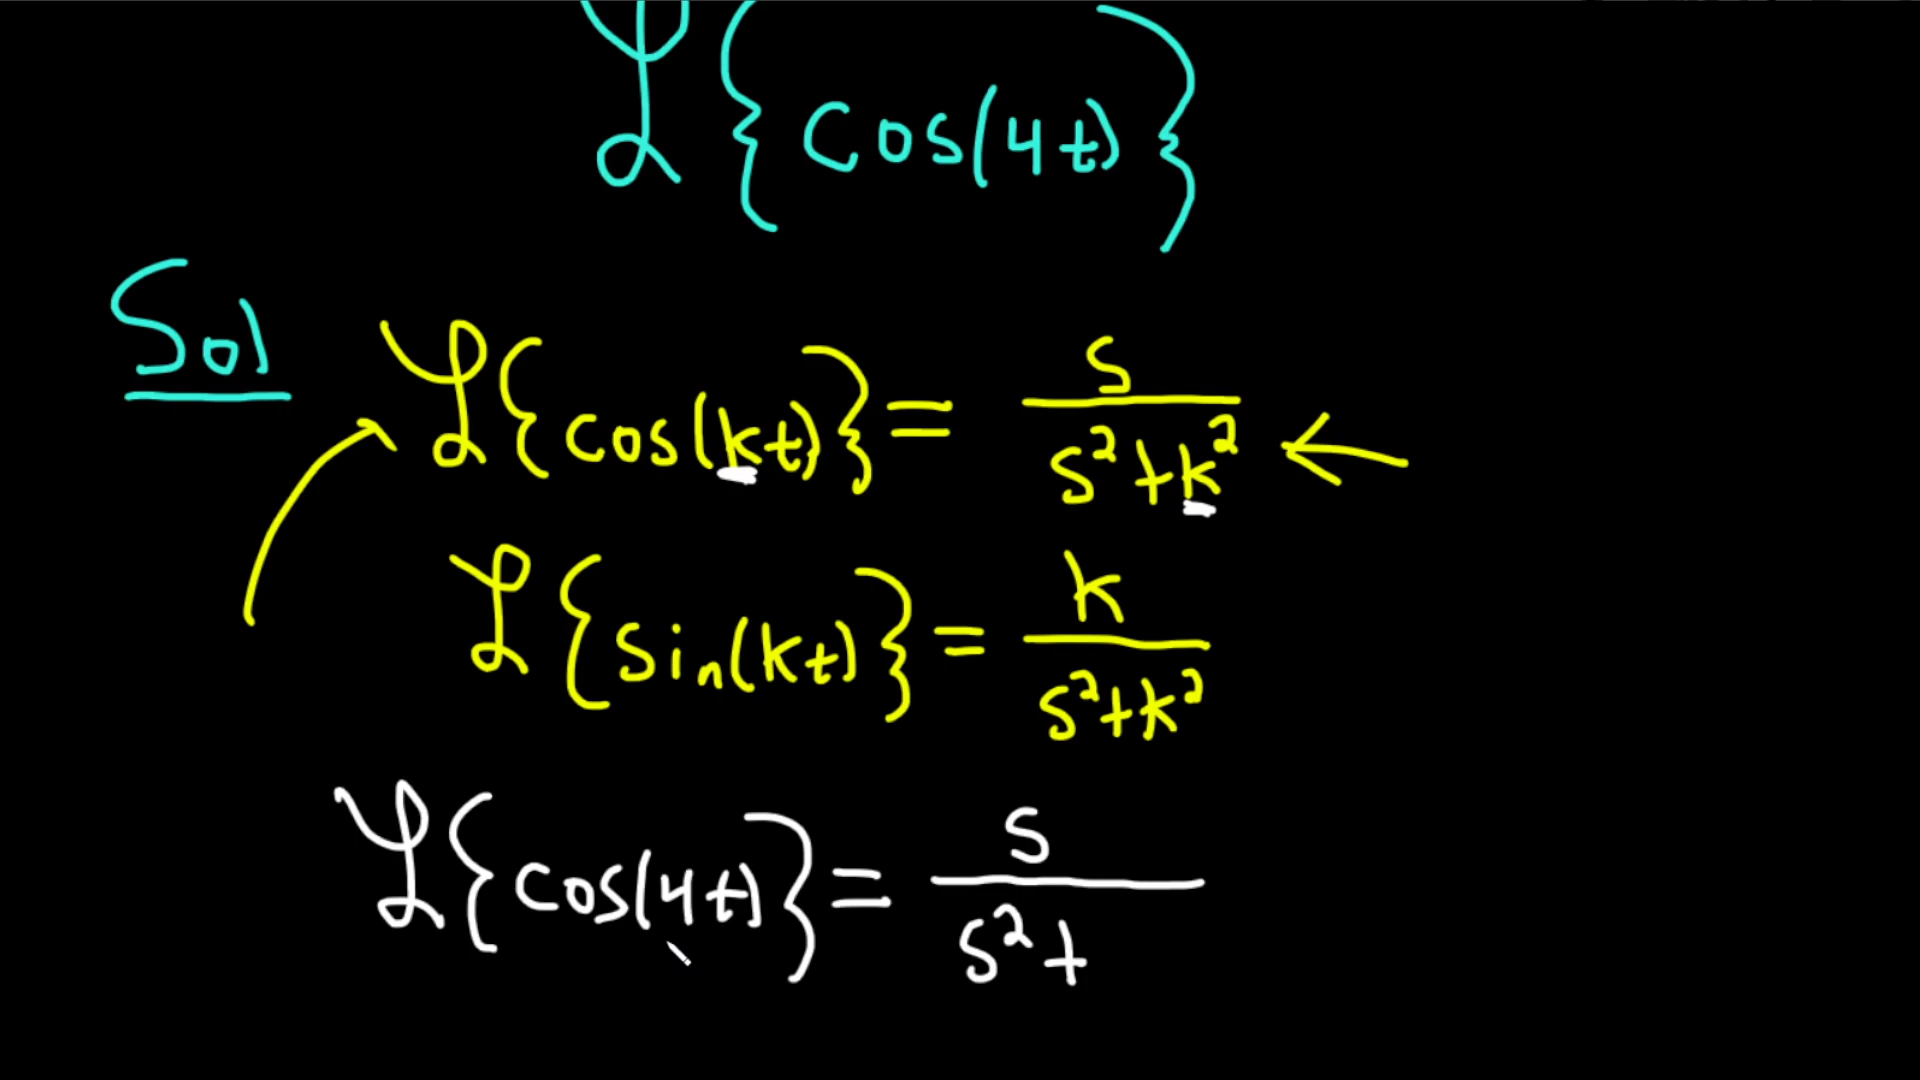 ℒ{cos(4t)}
Sol
ℒ{cos(kt)} = s/(s²+k²)
ℒ{sin(kt)} = k/(s²+k²)
ℒ{cos(4t)} = s/(s²+